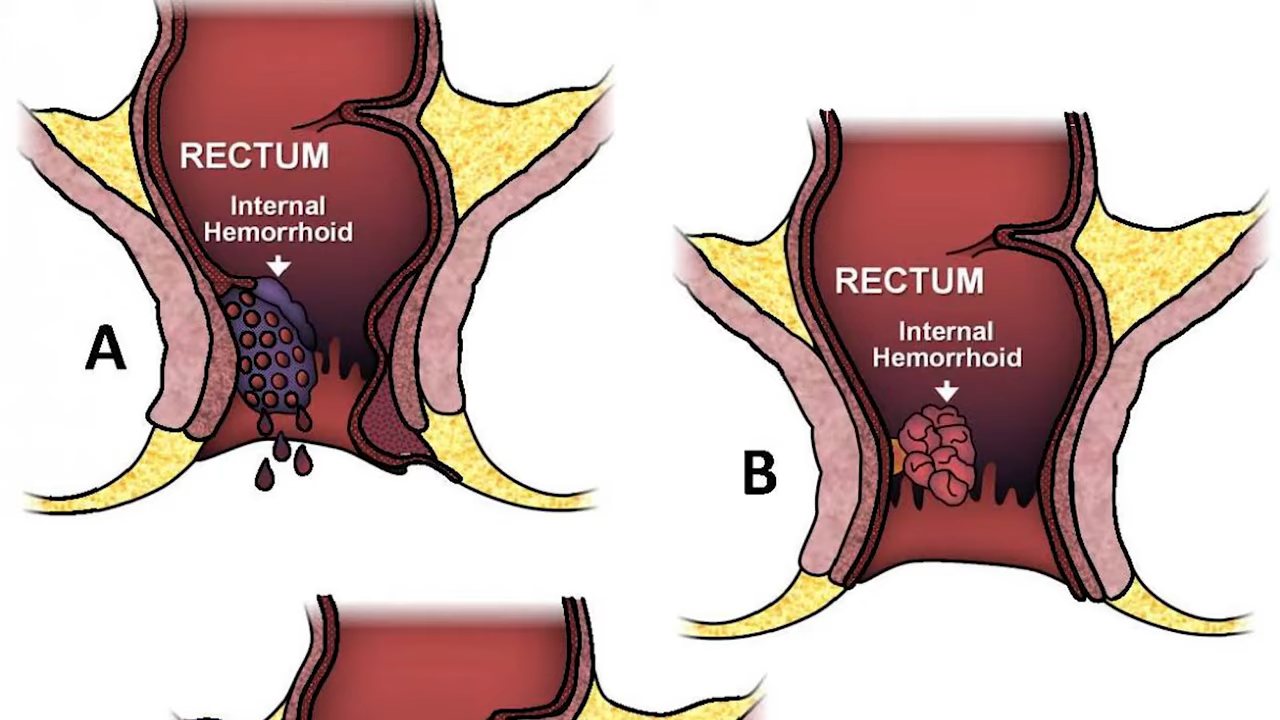 RECTUM
Internal
Hemorrhoid
A
RECTUM
Internal
Hemorrhoid
B